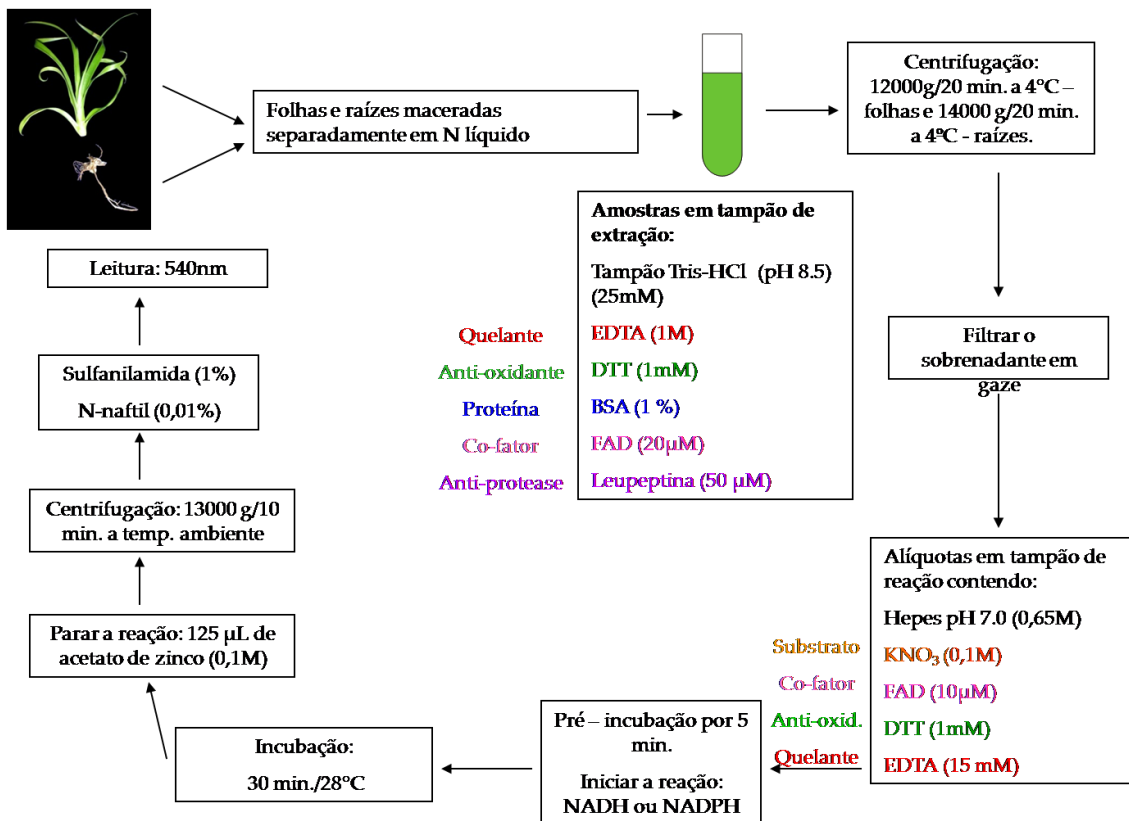 Folhas e raízes maceradas
separadamente em N líquido
Centrifugação:
12000g/20 min. a 4ºC –
folhas e 14000 g/20 min.
a 4ºC - raízes.
Filtrar o
sobrenadante em
gaze
Amostras em tampão de
extração:
Tampão Tris-HCl (pH 8.5)
(25mM)
Quelante EDTA (1M)
Anti-oxidante DTT (1mM)
Proteína BSA (1 %)
Co-fator FAD (20µM)
Anti-protease Leupeptina (50 µM)
Alíquotas em tampão de
reação contendo:
Hepes pH 7.0 (0,65M)
Substrato KNO₃ (0,1M)
Co-fator FAD (10µM)
Anti-oxid. DTT (1mM)
Quelante EDTA (15 mM)
Pré – incubação por 5
min.
Iniciar a reação:
NADH ou NADPH
Incubação:
30 min./28ºC
Parar a reação: 125 µL de
acetato de zinco (0,1M)
Centrifugação: 13000 g/10
min. a temp. ambiente
Sulfanilamida (1%)
N-naftil (0,01%)
Leitura: 540nm